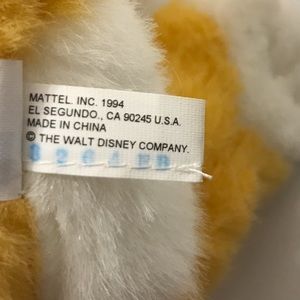 MATTEL. INC. 1994
EL SEGUNDO., CA 90245 U.S.A.
MADE IN CHINA
© THE WALT DISNEY COMPANY.